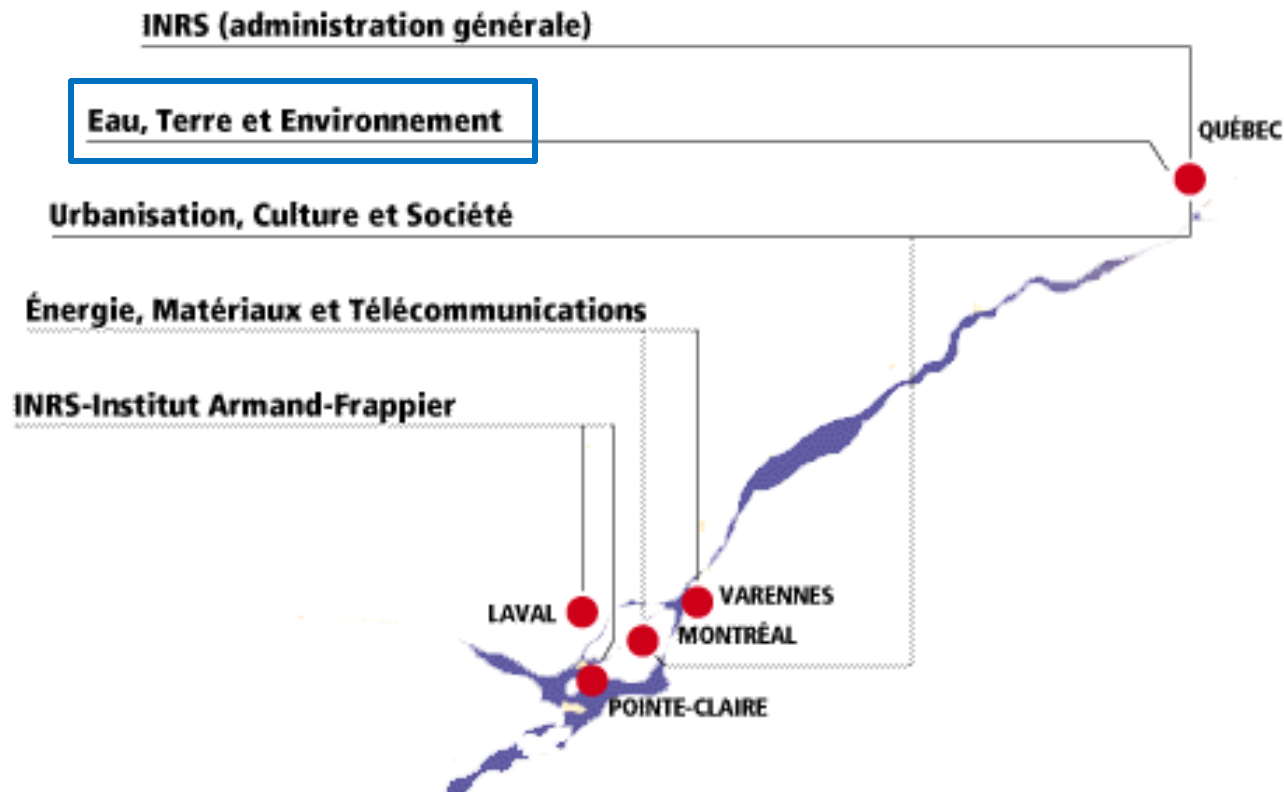 INRS (administration générale)
Eau, Terre et Environnement
QUÉBEC
Urbanisation, Culture et Société
Énergie, Matériaux et Télécommunications
INRS-Institut Armand-Frappier
VARENNES
LAVAL
MONTRÉAL
POINTE-CLAIRE